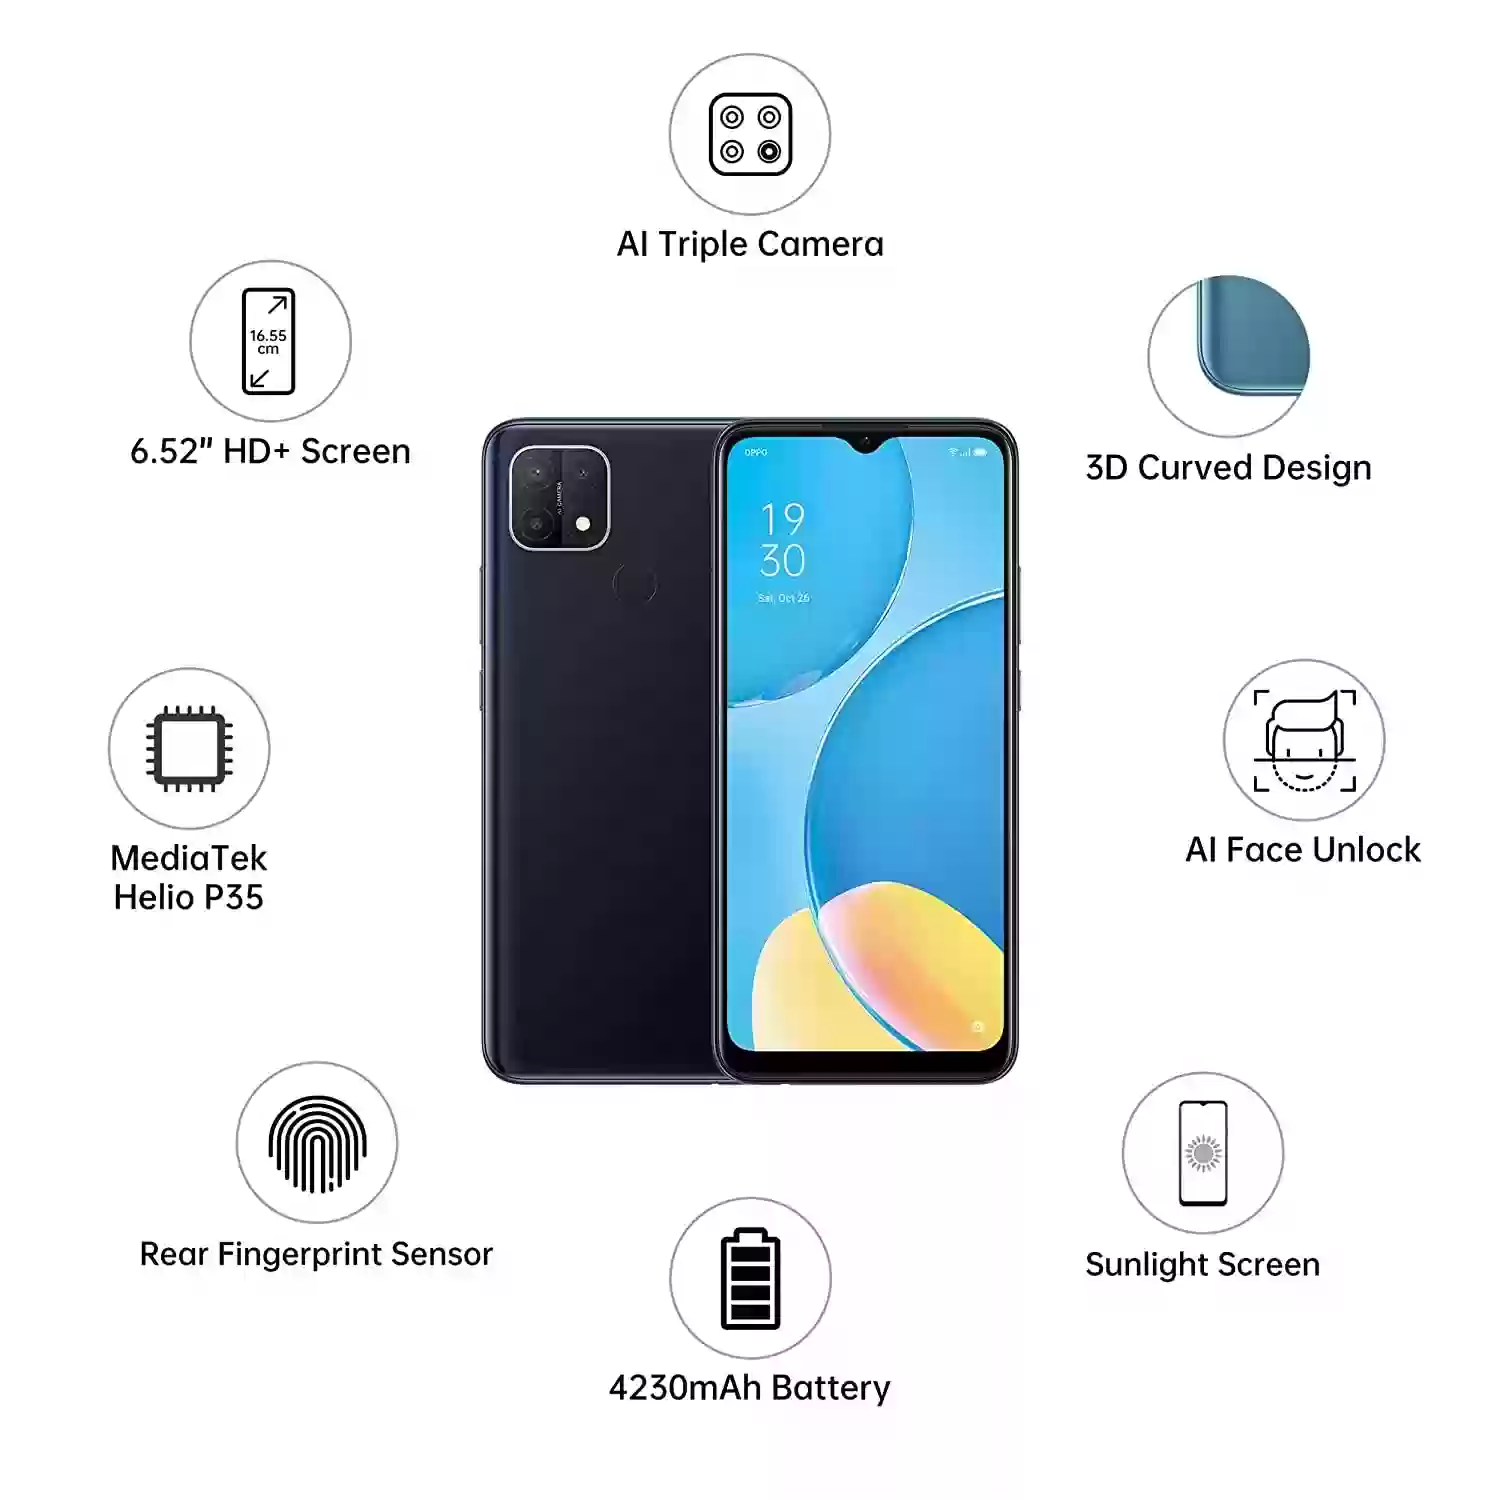 AI Triple Camera
16.55
cm
6.52" HD+ Screen
3D Curved Design
AI CAMERA
OPPO
19
30
Sat, Oct 26
MediaTek
Helio P35
AI Face Unlock
Rear Fingerprint Sensor
Sunlight Screen
4230mAh Battery